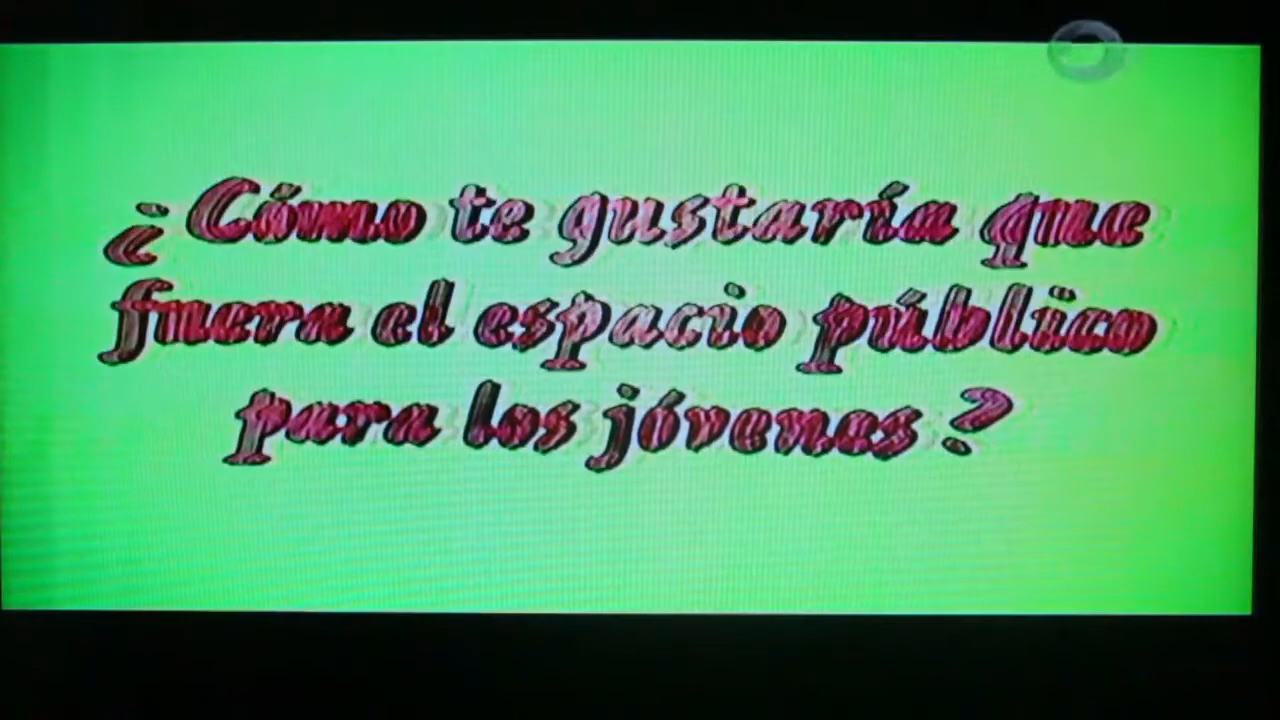 ¿Cómo te gustaría que
fuera el espacio público
para los jóvenes?